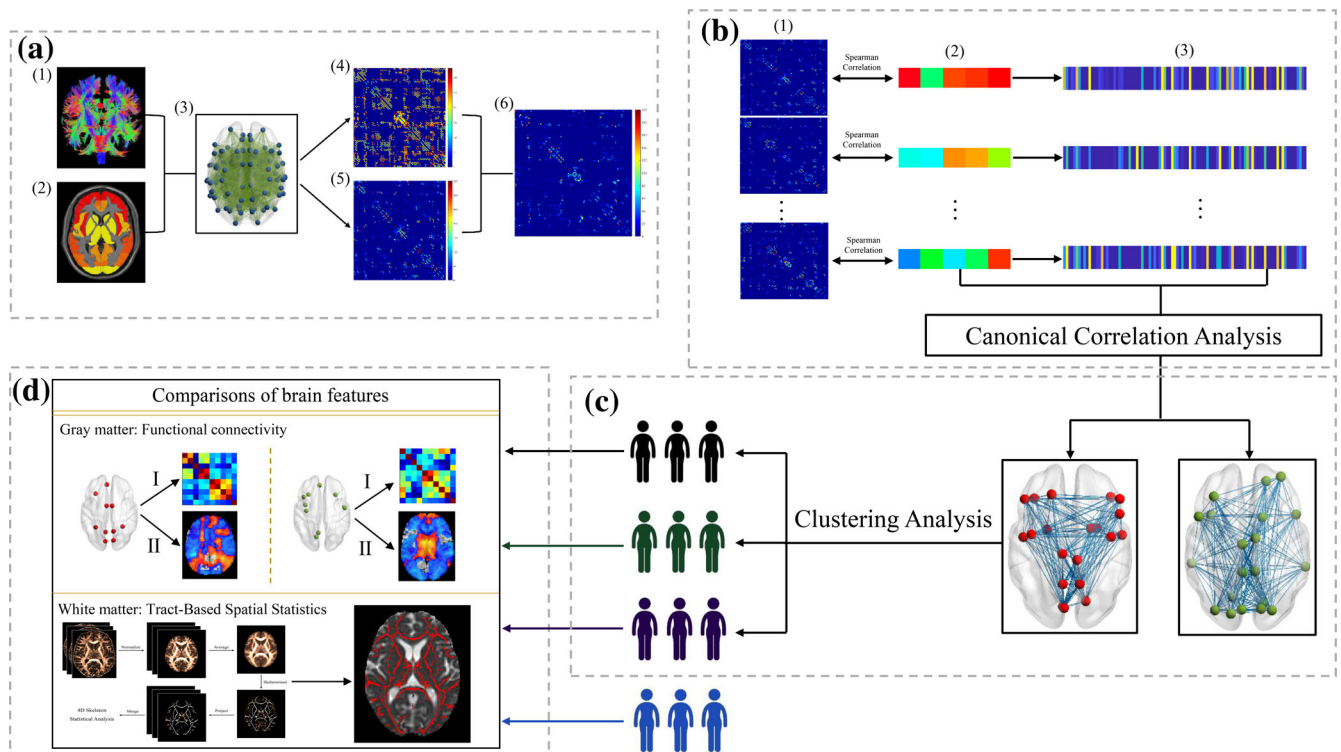 (a)
(1)
(2)
(3)
(4)
(5)
(6)
(b)
(1)
(2)
(3)
Spearman
Correlation
Spearman
Correlation
Spearman
Correlation
Canonical Correlation Analysis
(c)
Clustering Analysis
(d)
Comparisons of brain features
Gray matter: Functional connectivity
I
II
I
II
White matter: Tract-Based Spatial Statistics
Normalize
Average
Skeletonised
Project
Merge
4D Skeleton
Statistical Analysis